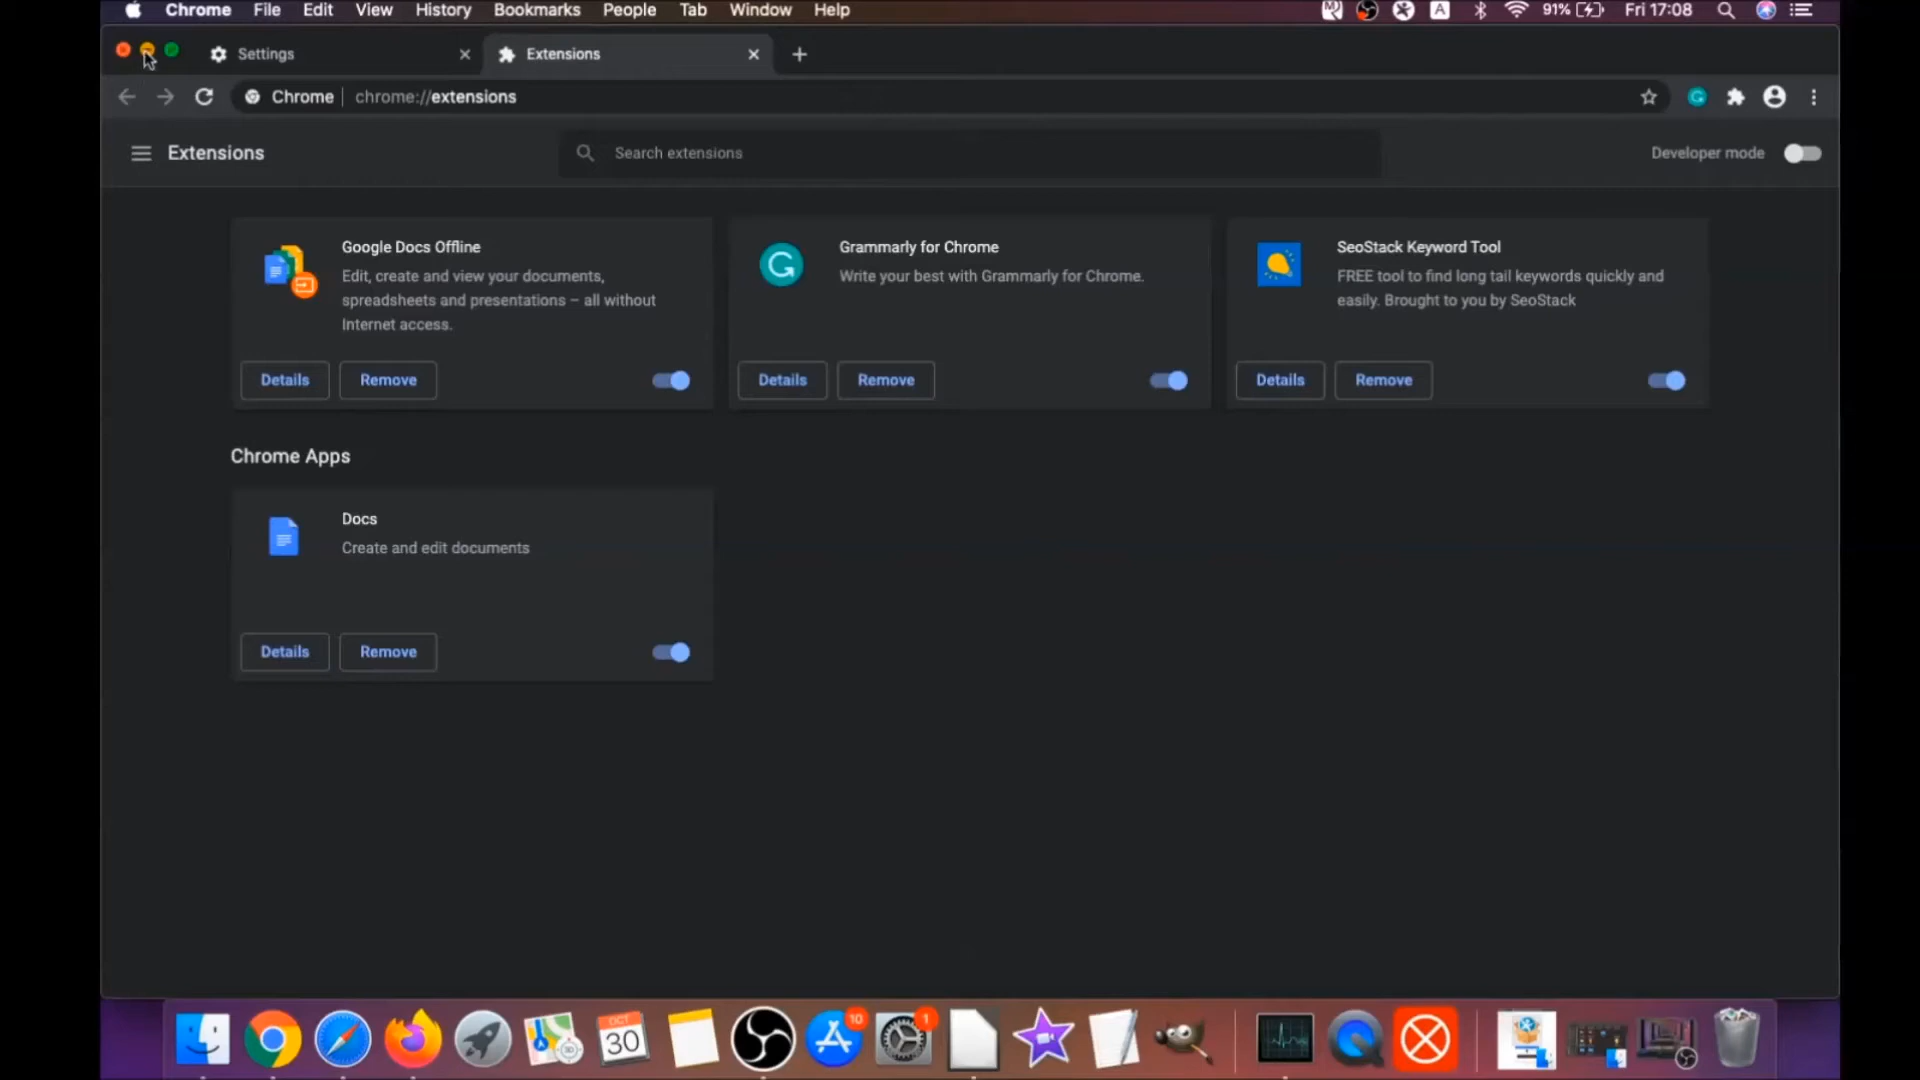 Chrome File Edit View History Bookmarks People Tab Window Help A 91% Fri 17:08
Settings Extensions
Chrome chrome://extensions
Extensions Search extensions Developer mode
Google Docs Offline
Edit, create and view your documents,
spreadsheets and presentations – all without
Internet access.
Details Remove
Grammarly for Chrome
Write your best with Grammarly for Chrome.
Details Remove
SeoStack Keyword Tool
FREE tool to find long tail keywords quickly and
easily. Brought to you by SeoStack
Details Remove
Chrome Apps
Docs
Create and edit documents
Details Remove
OCT
30
10
1